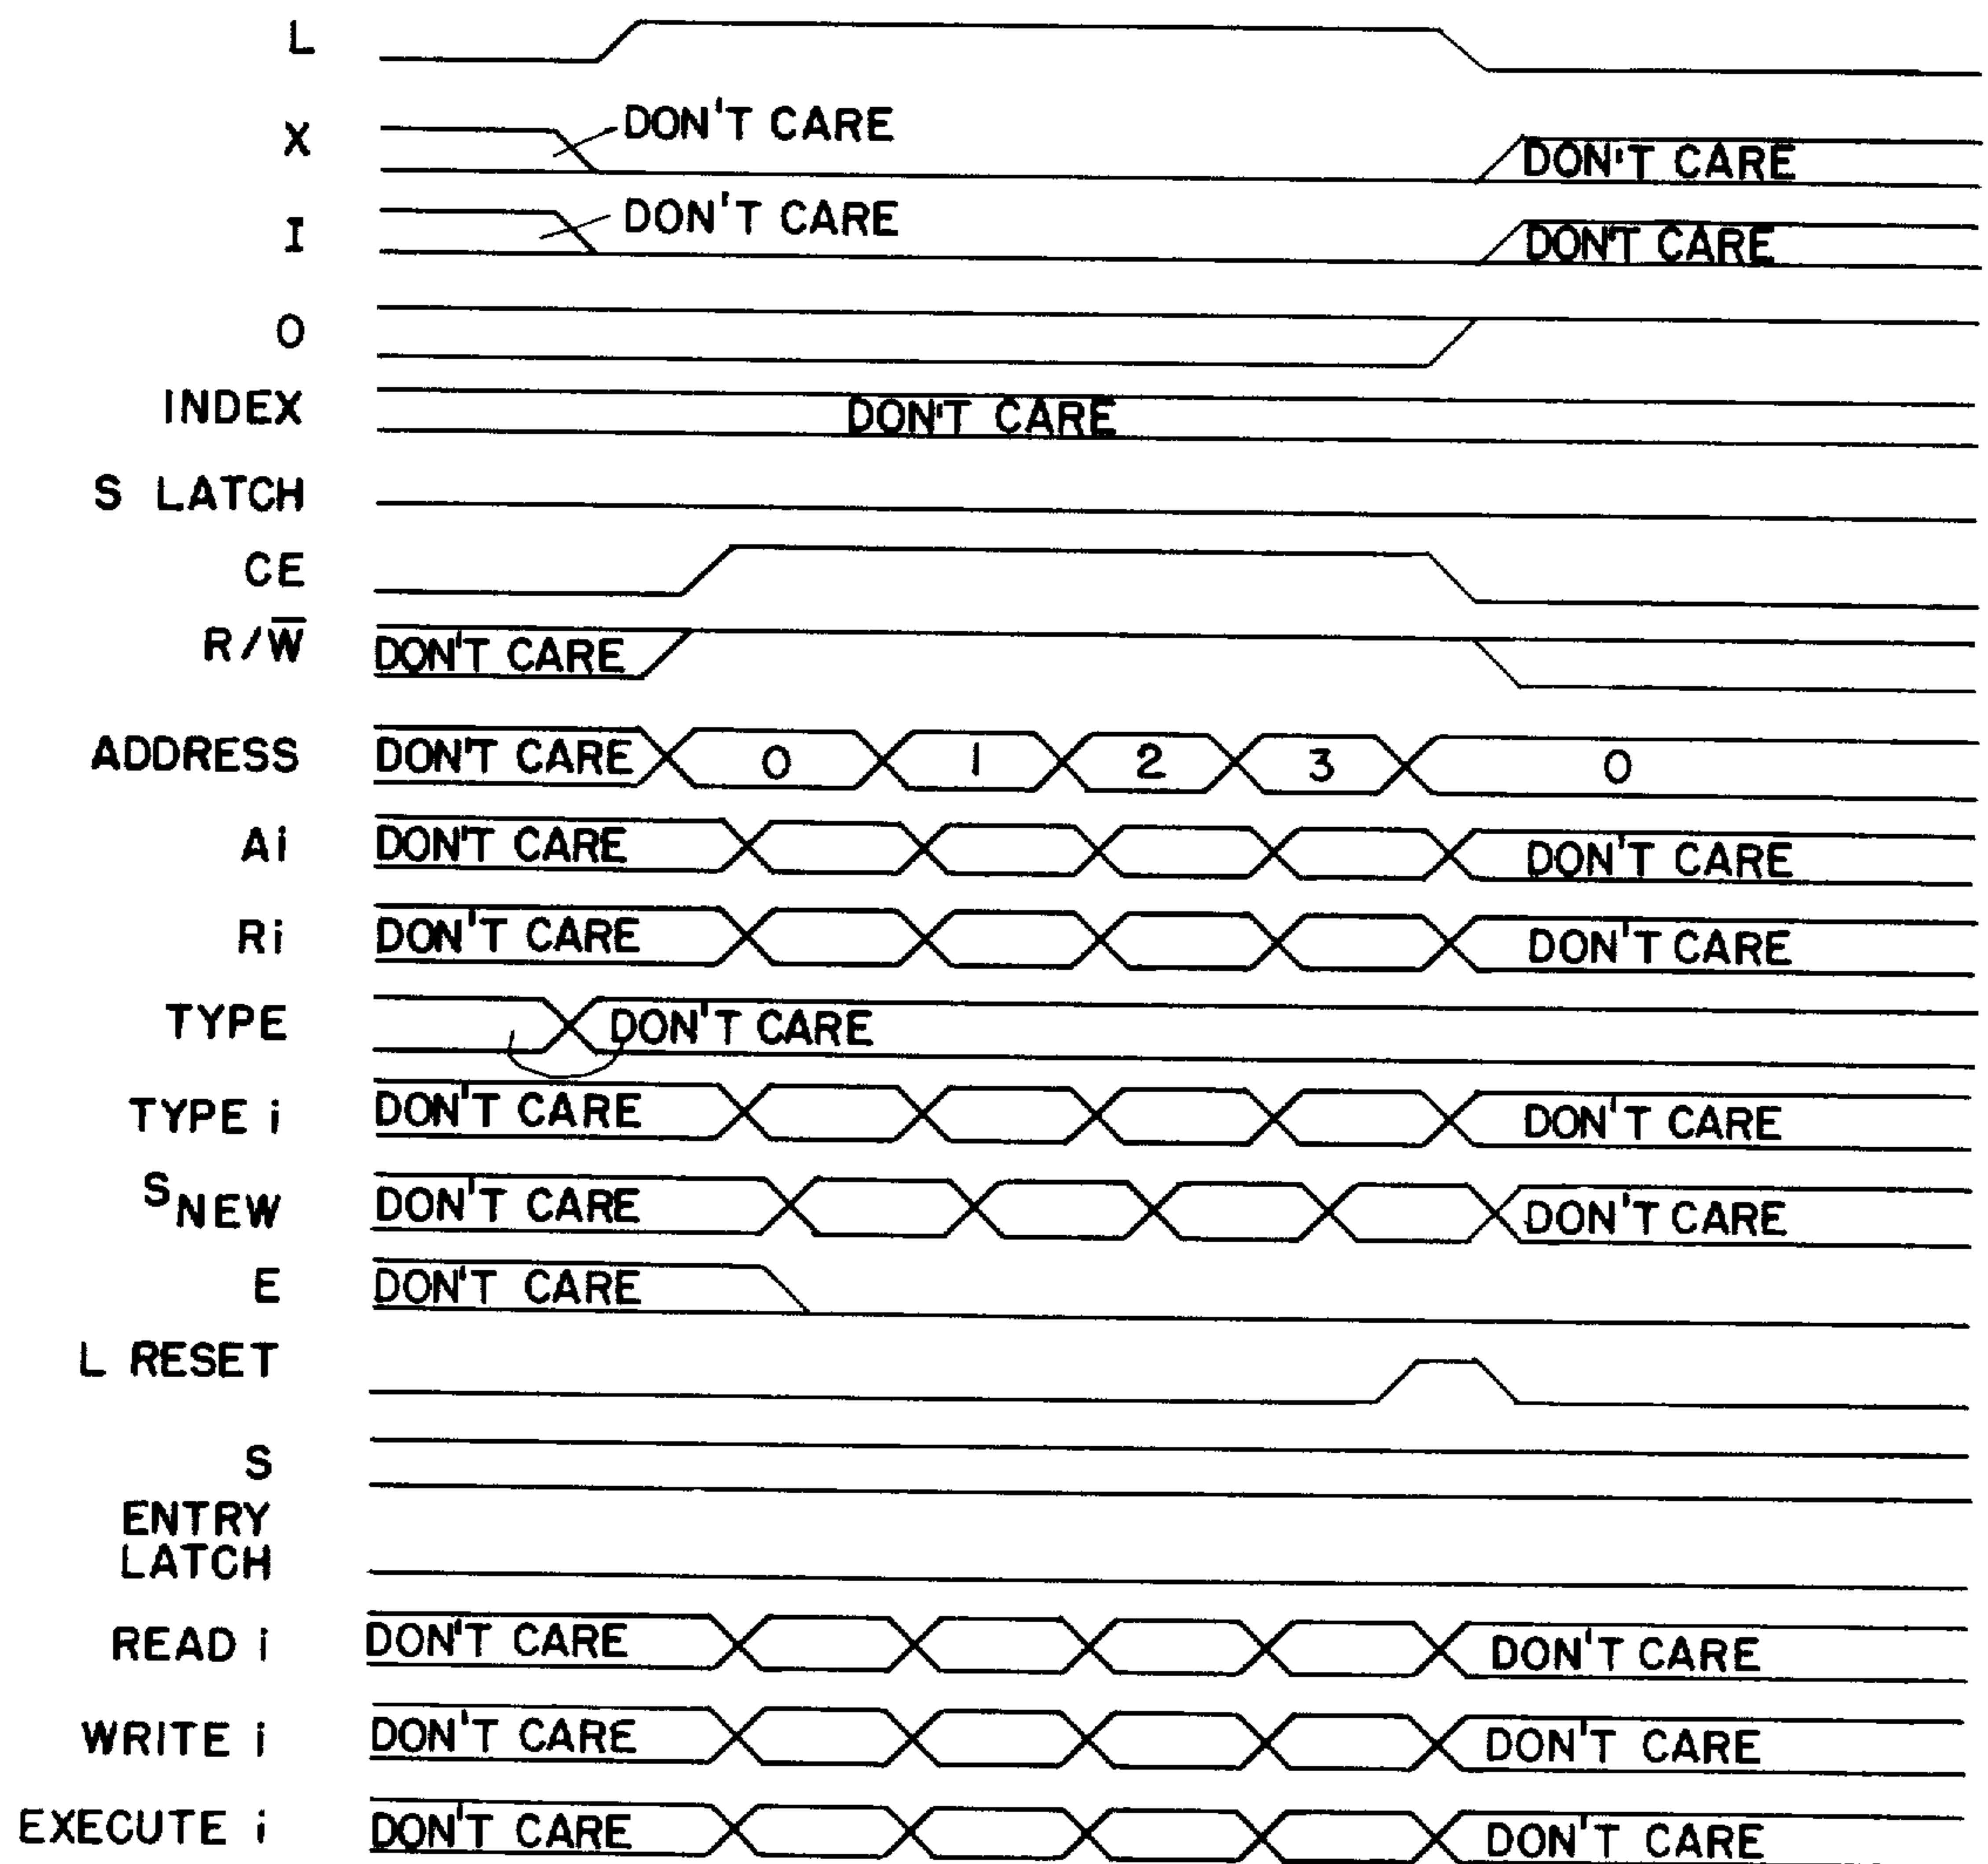 L
X DON'T CARE DON'T CARE
I DON'T CARE DON'T CARE
O
INDEX DON'T CARE
S LATCH
CE
R/W̅ DON'T CARE
ADDRESS DON'T CARE 0 1 2 3 0
Ai DON'T CARE DON'T CARE
Ri DON'T CARE DON'T CARE
TYPE DON'T CARE
TYPE i DON'T CARE DON'T CARE
SNEW DON'T CARE DON'T CARE
E DON'T CARE
L RESET
S
ENTRY
LATCH
READ i DON'T CARE DON'T CARE
WRITE i DON'T CARE DON'T CARE
EXECUTE i DON'T CARE DON'T CARE